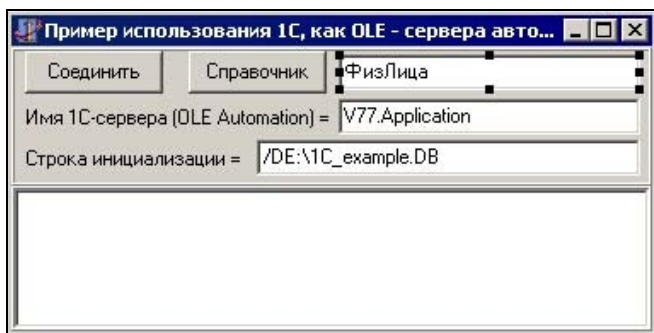 Пример использования 1С, как OLE - сервера авто...
Соединить Справочник ФизЛица
Имя 1С-сервера (OLE Automation) = V77.Application
Строка инициализации = /DE:\1C_example.DB